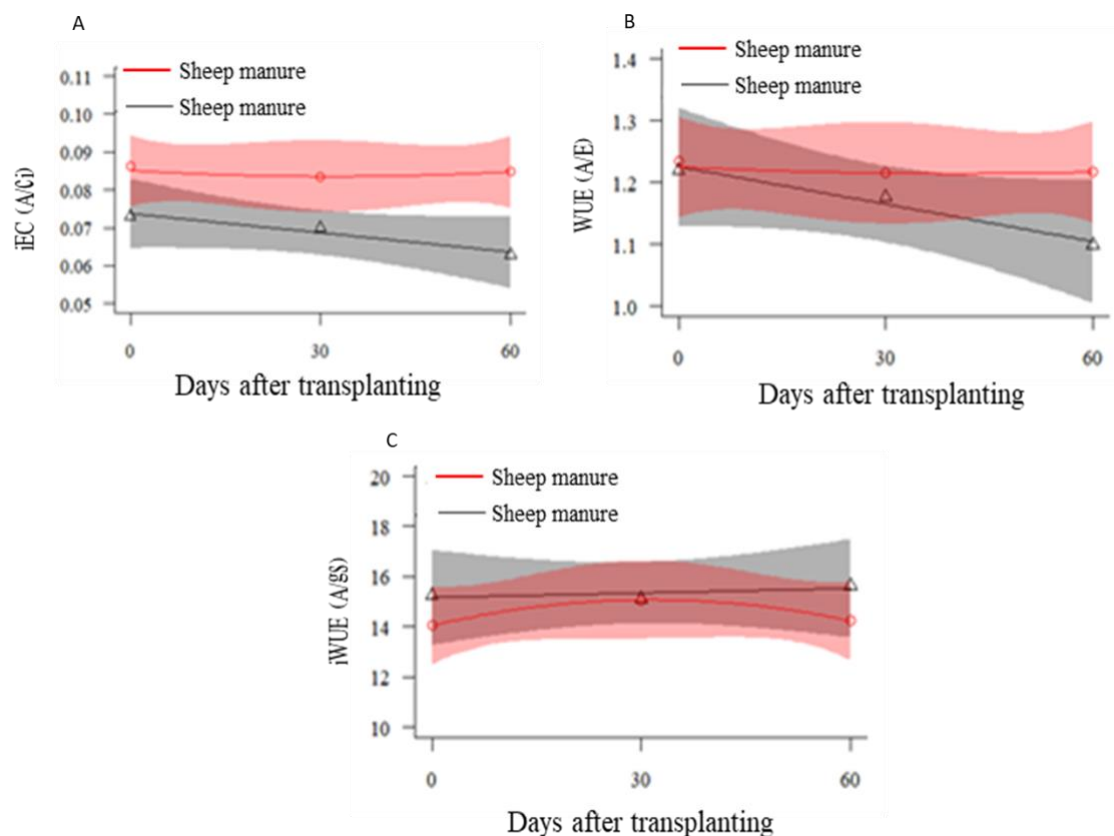 A
iEC (A/Ci)
0.11
0.10
0.09
0.08
0.07
0.06
0.05
Sheep manure
Sheep manure
0 30 60
Days after transplanting
B
WUE (A/E)
1.4
1.3
1.2
1.1
1.0
Sheep manure
Sheep manure
0 30 60
Days after transplanting
C
iWUE (A/gS)
20
18
16
14
12
10
Sheep manure
Sheep manure
0 30 60
Days after transplanting